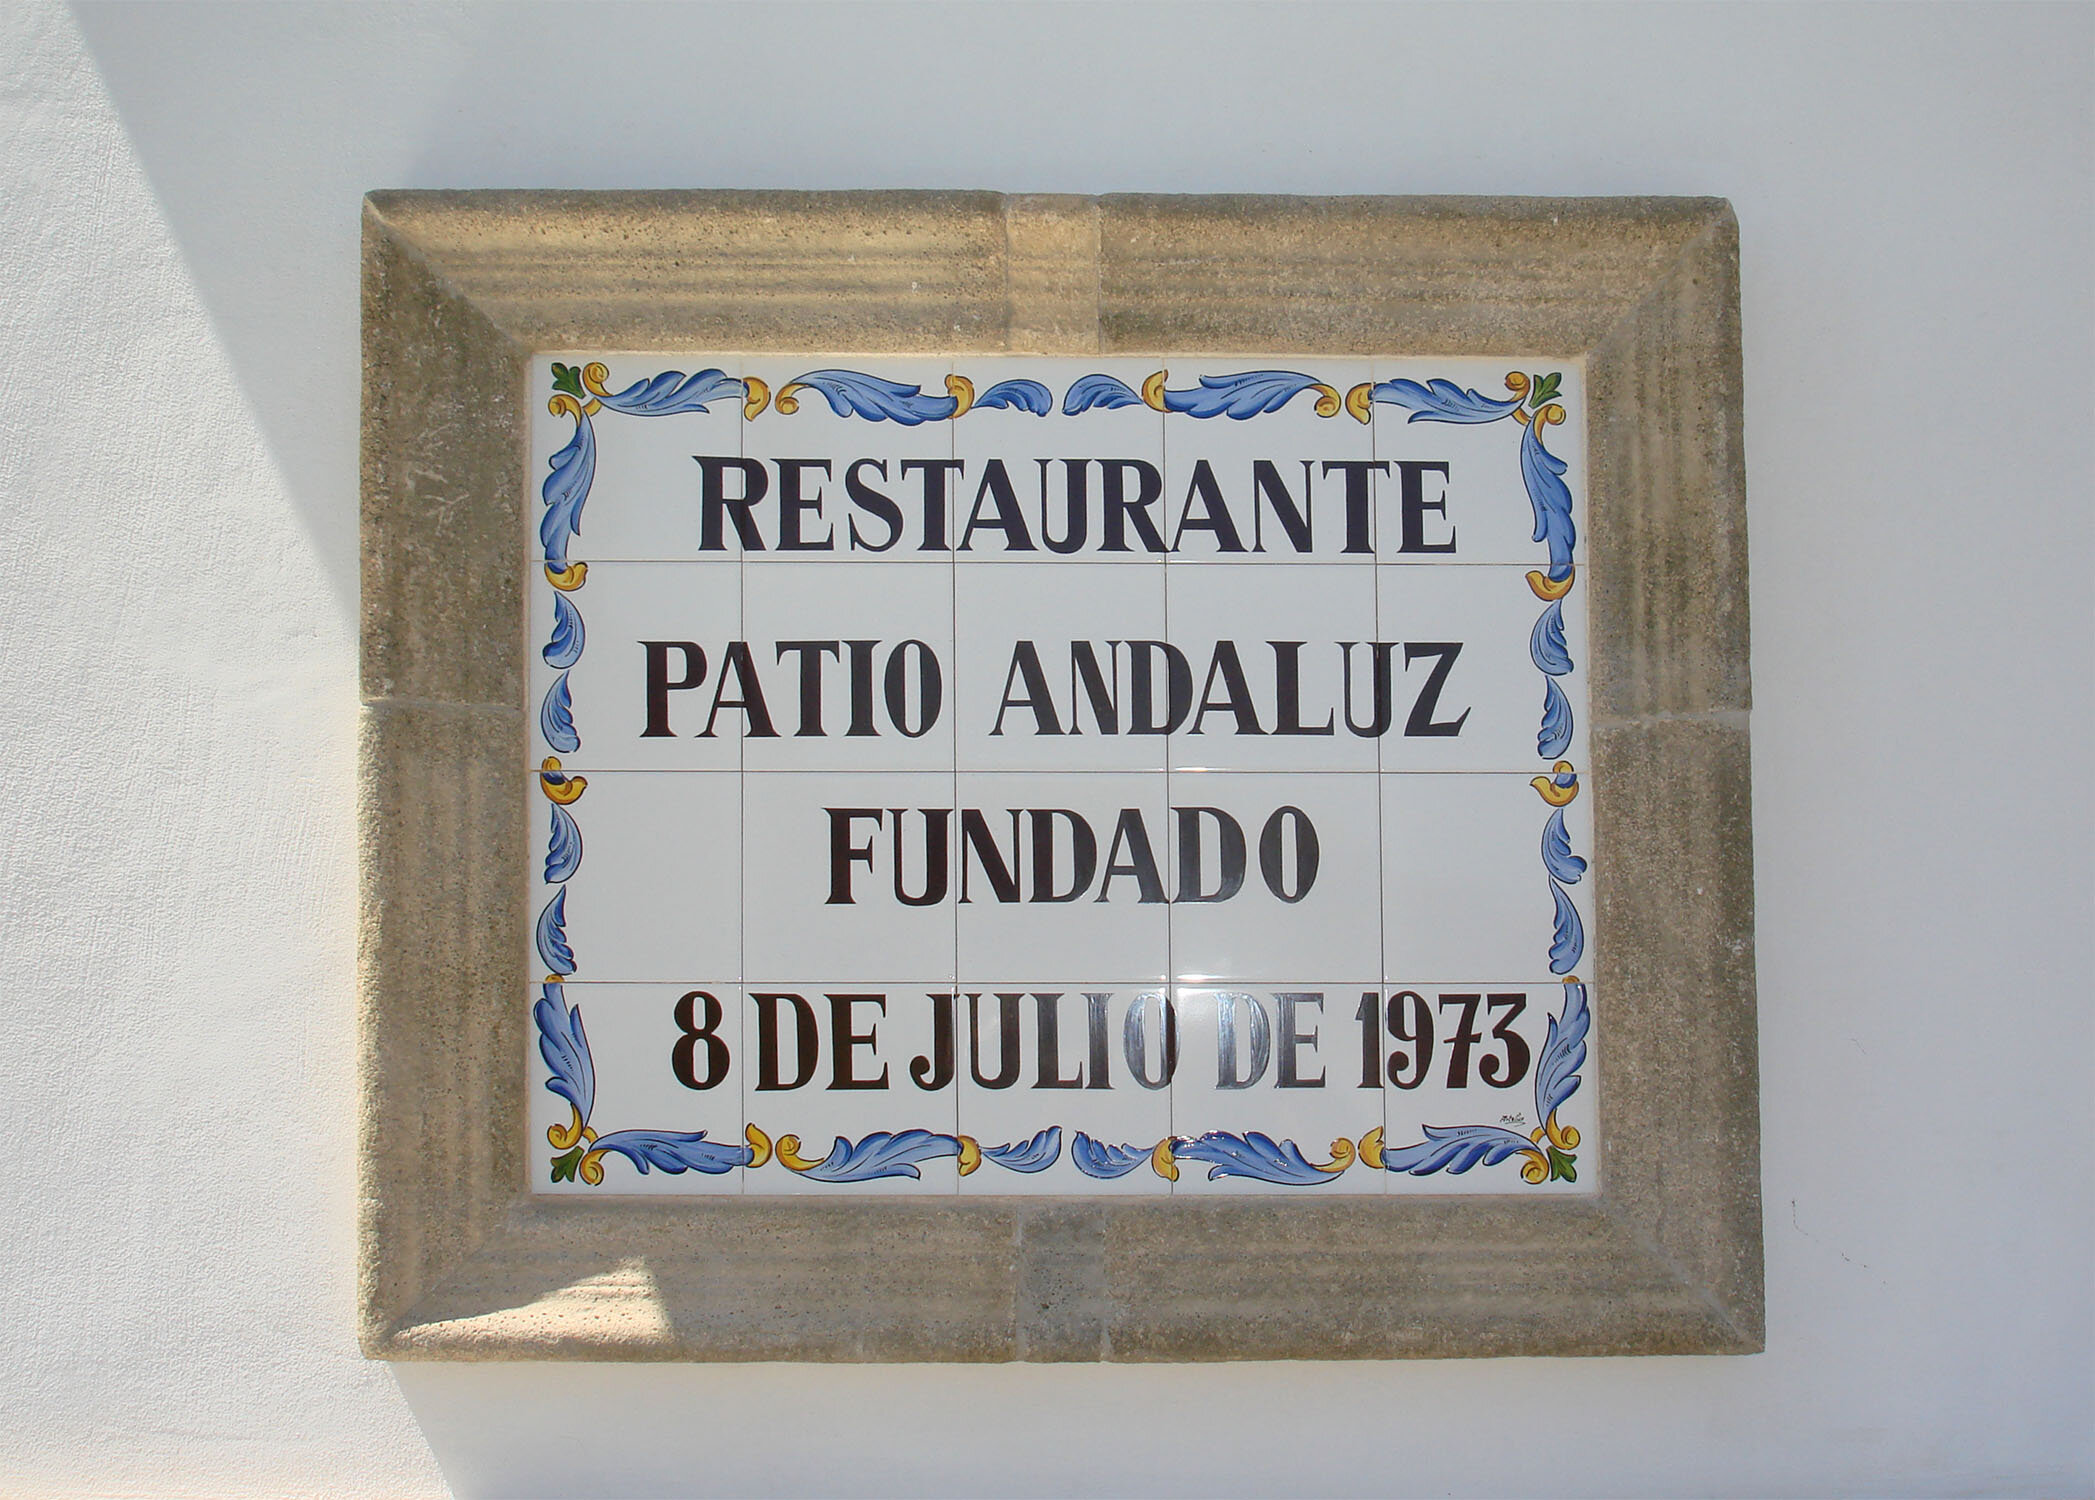 RESTAURANTE
PATIO ANDALUZ
FUNDADO
8 DE JULIO DE 1973